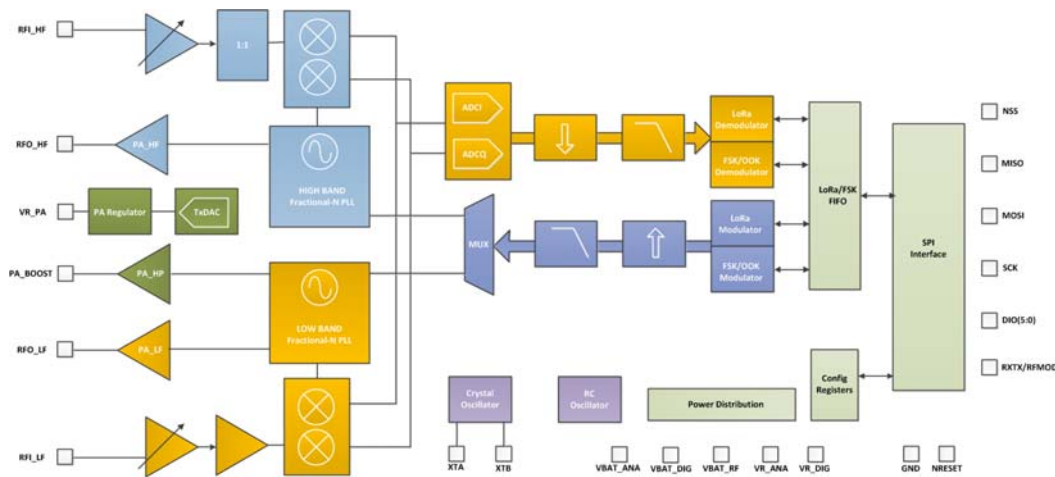 RFI_HF
1:1
RFO_HF
PA_HF
HIGH BAND
Fractional-N PLL
VR_PA
PA Regulator
TxDAC
PA_BOOST
PA_HP
LOW BAND
Fractional-N PLL
RFO_LF
PA_LF
RFI_LF
ADCI
ADCQ
MUX
LoRa
Demodulator
FSK/OOK
Demodulator
LoRa
Modulator
FSK/OOK
Modulator
LoRa/FSK
FIFO
SPI
Interface
NSS
MISO
MOSI
SCK
DIO(5:0)
RXTX/RFMOD
Crystal
Oscillator
RC
Oscillator
Power Distribution
Config
Registers
XTA
XTB
VBAT_ANA
VBAT_DIG
VBAT_RF
VR_ANA
VR_DIG
GND
NRESET